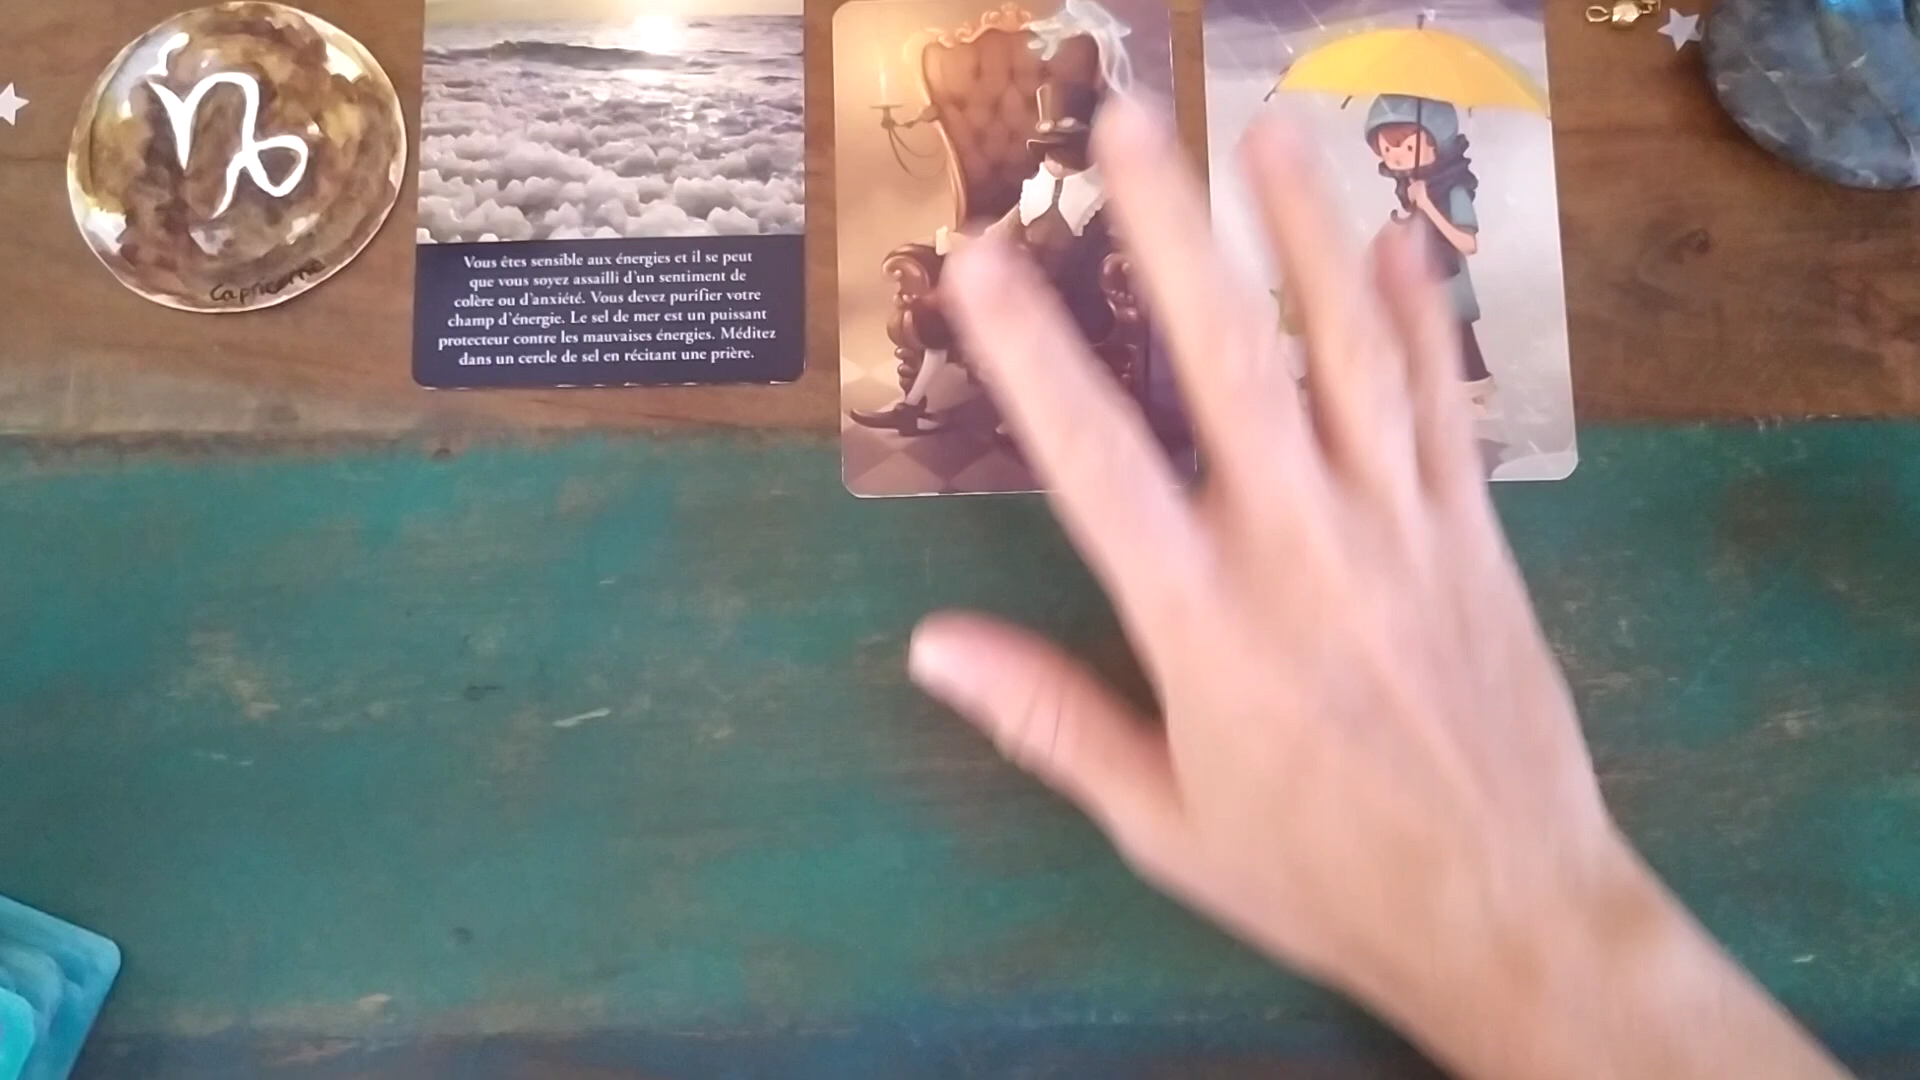 Capricorne
Vous êtes sensible aux énergies et il se peut
que vous soyez assailli d'un sentiment de
colère ou d'anxiété. Vous devez purifier votre
champ d'énergie. Le sel de mer est un puissant
protecteur contre les mauvaises énergies. Méditez
dans un cercle de sel en récitant une prière.